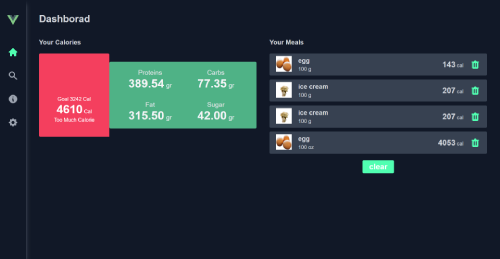 Dashborad
Your Calories
Goal 3242 Cal
4610 Cal
Too Much Calorie
Proteins
389.54 gr
Carbs
77.35 gr
Fat
315.50 gr
Sugar
42.00 gr
Your Meals
egg
100 g
143 cal
ice cream
100 g
207 cal
ice cream
100 g
207 cal
egg
100 oz
4053 cal
clear